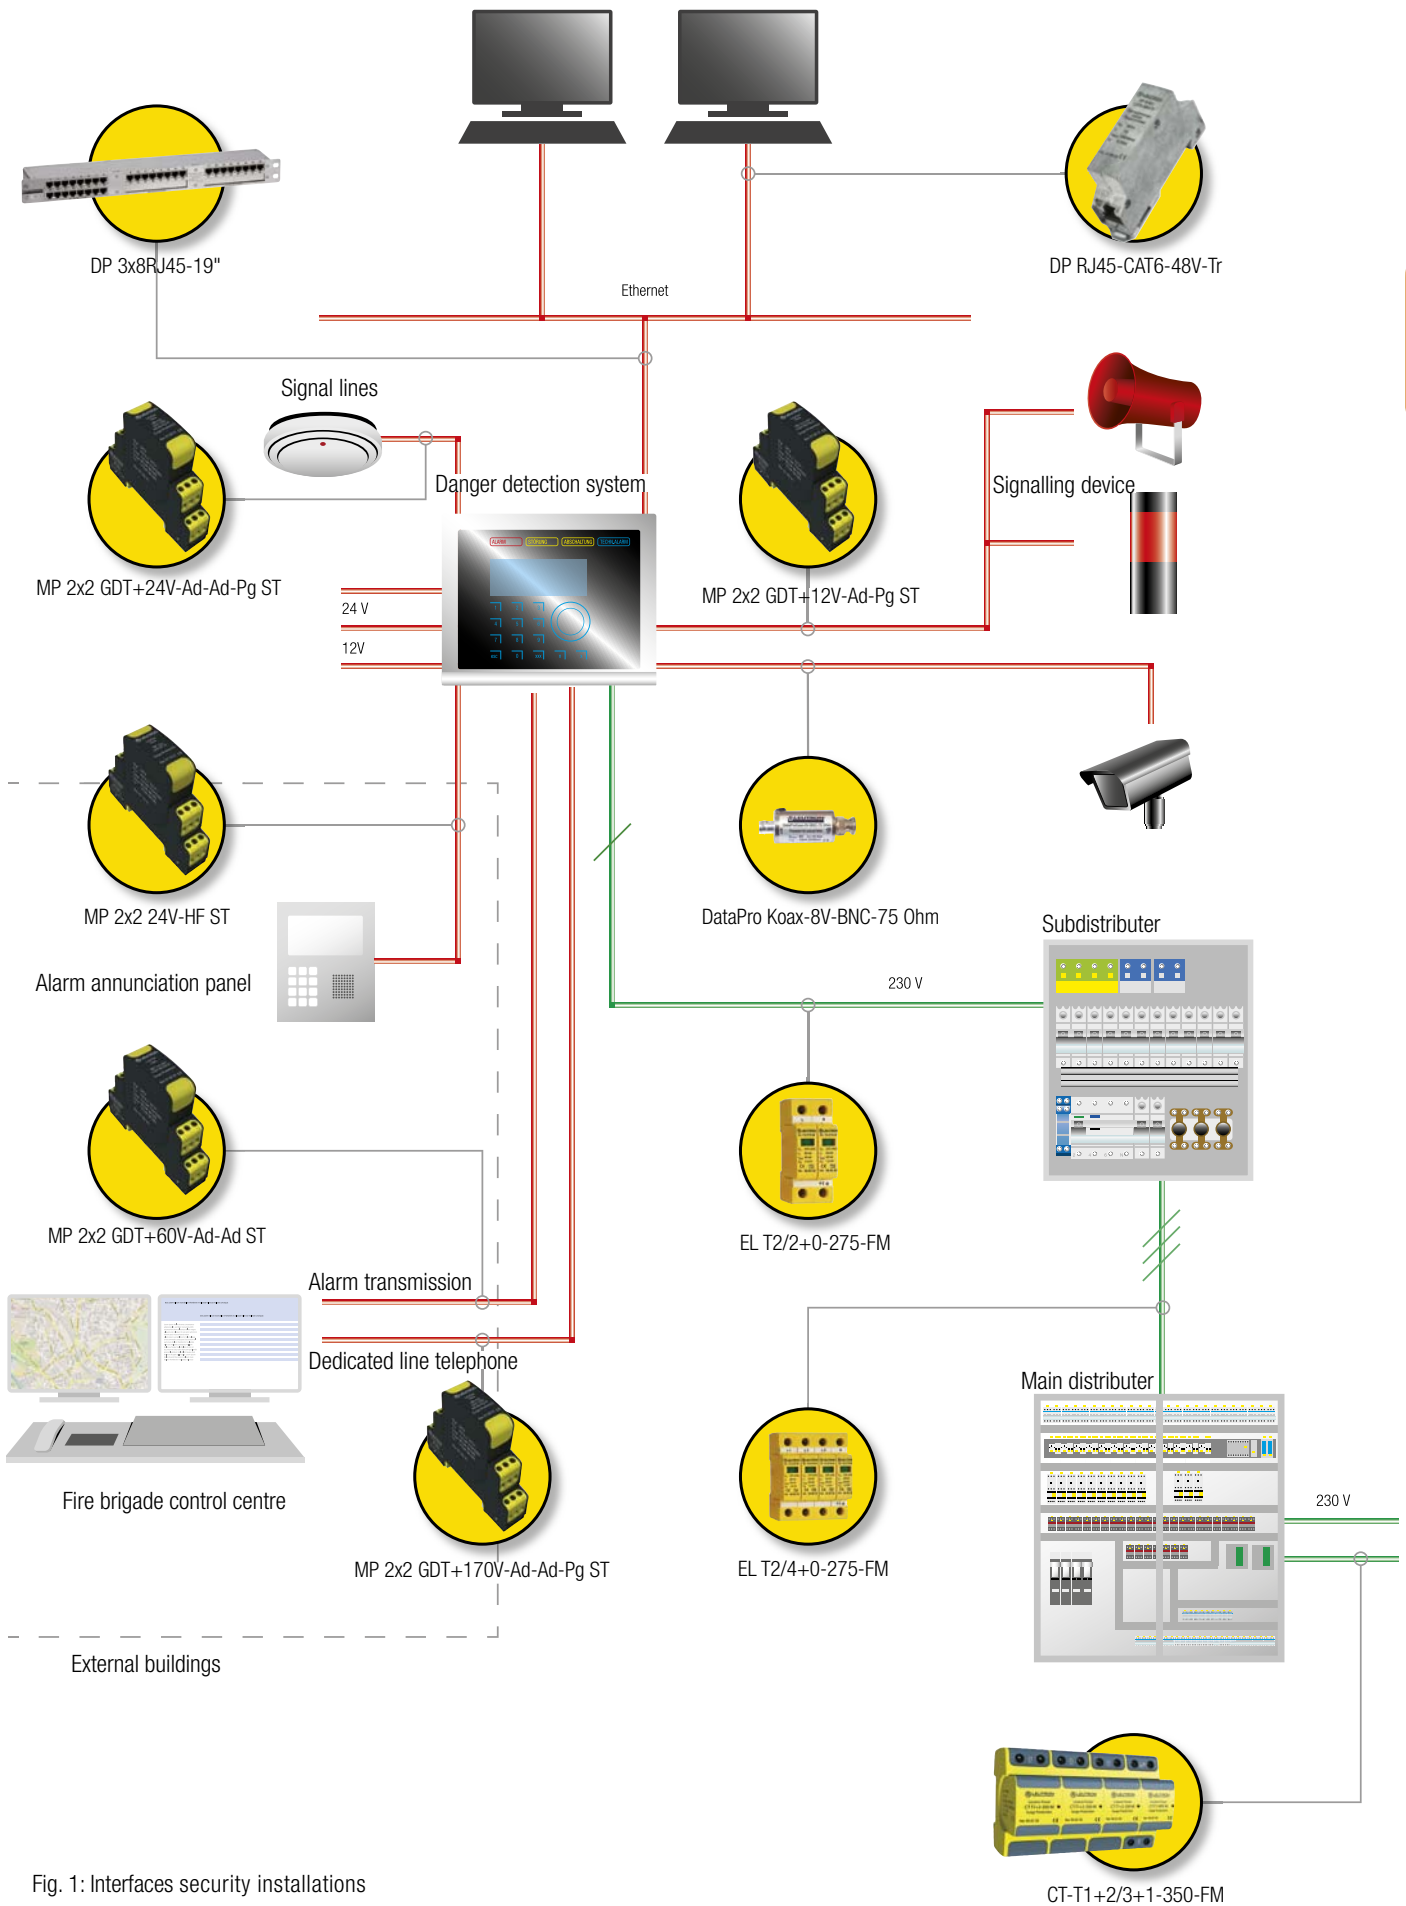 DP 3x8RJ45-19"
DP RJ45-CAT6-48V-Tr
Ethernet
Signal lines
Danger detection system
Signalling device
ALARM
STÖRUNG
ABSCHALTUNG
MP 2x2 GDT+24V-Ad-Ad-Pg ST
MP 2x2 GDT+12V-Ad-Pg ST
24 V
12V
MP 2x2 24V-HF ST
DataPro Koax-8V-BNC-75 Ohm
Subdistributer
Alarm annunciation panel
230 V
MP 2x2 GDT+60V-Ad-Ad ST
EL T2/2+0-275-FM
Alarm transmission
Dedicated line telephone
Main distributer
Fire brigade control centre
230 V
MP 2x2 GDT+170V-Ad-Ad-Pg ST
EL T2/4+0-275-FM
External buildings
Fig. 1: Interfaces security installations
CT-T1+2/3+1-350-FM